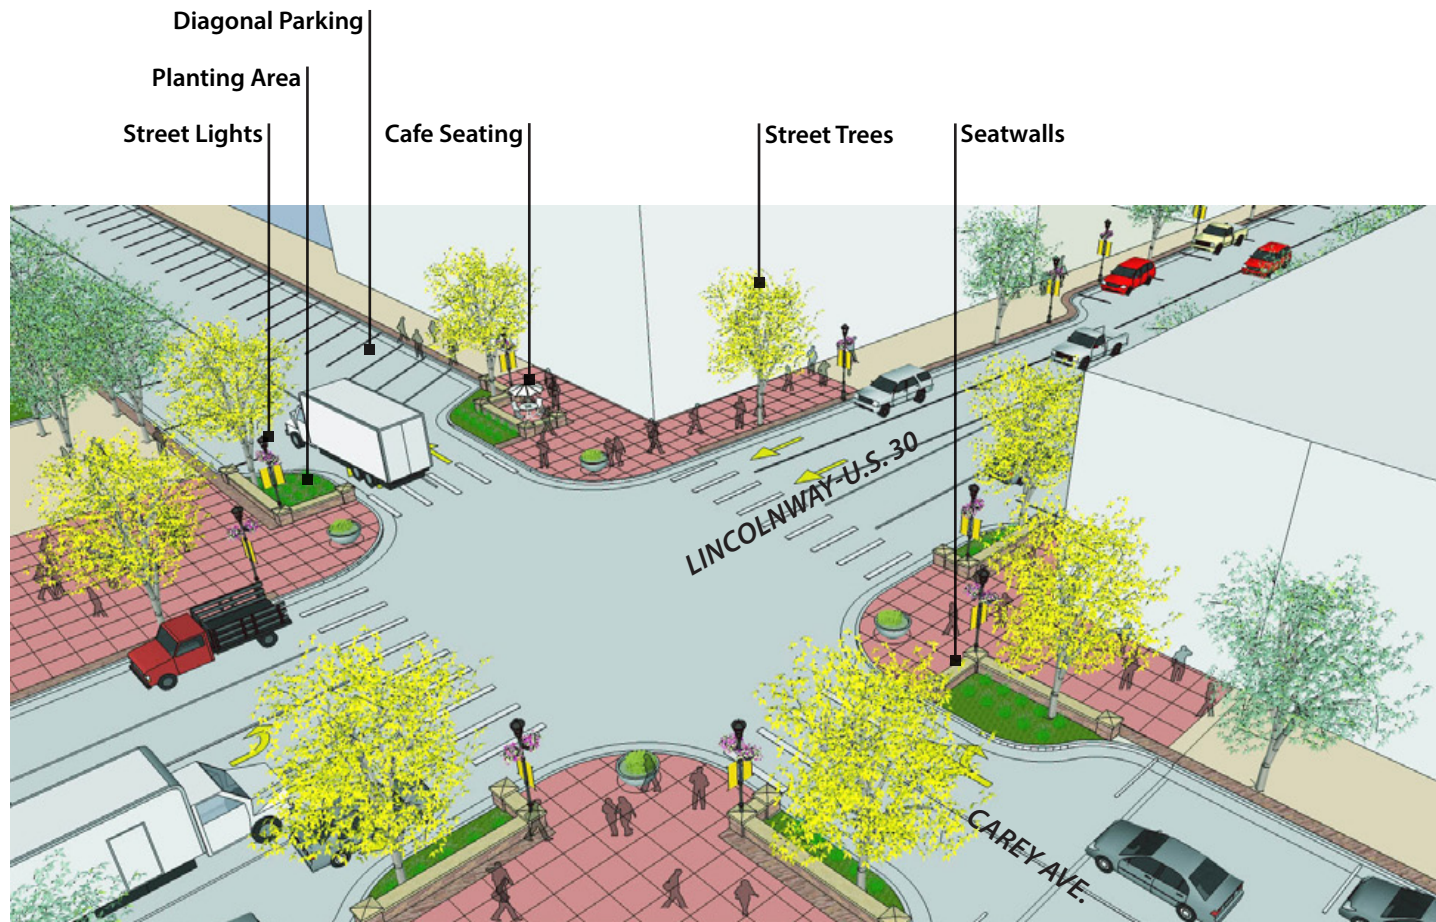 Diagonal Parking
Planting Area
Street Lights
Cafe Seating
Street Trees
Seatwalls
LINCOLNWAY-U.S. 30
CAREY AVE.